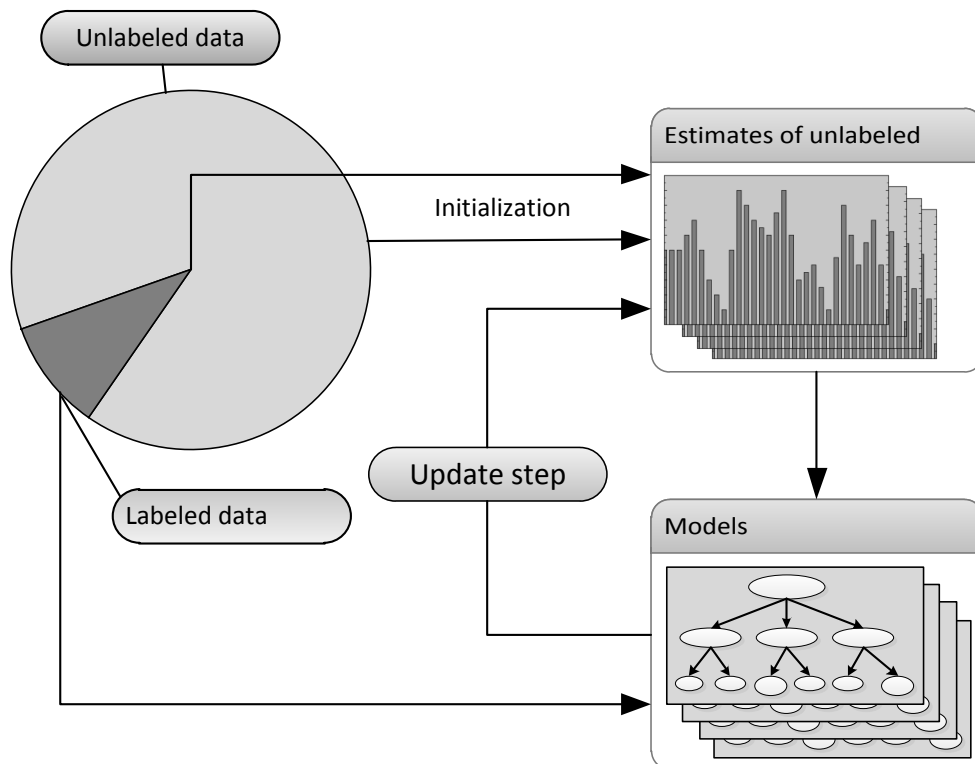 Unlabeled data
Estimates of unlabeled
Initialization
Update step
Labeled data
Models